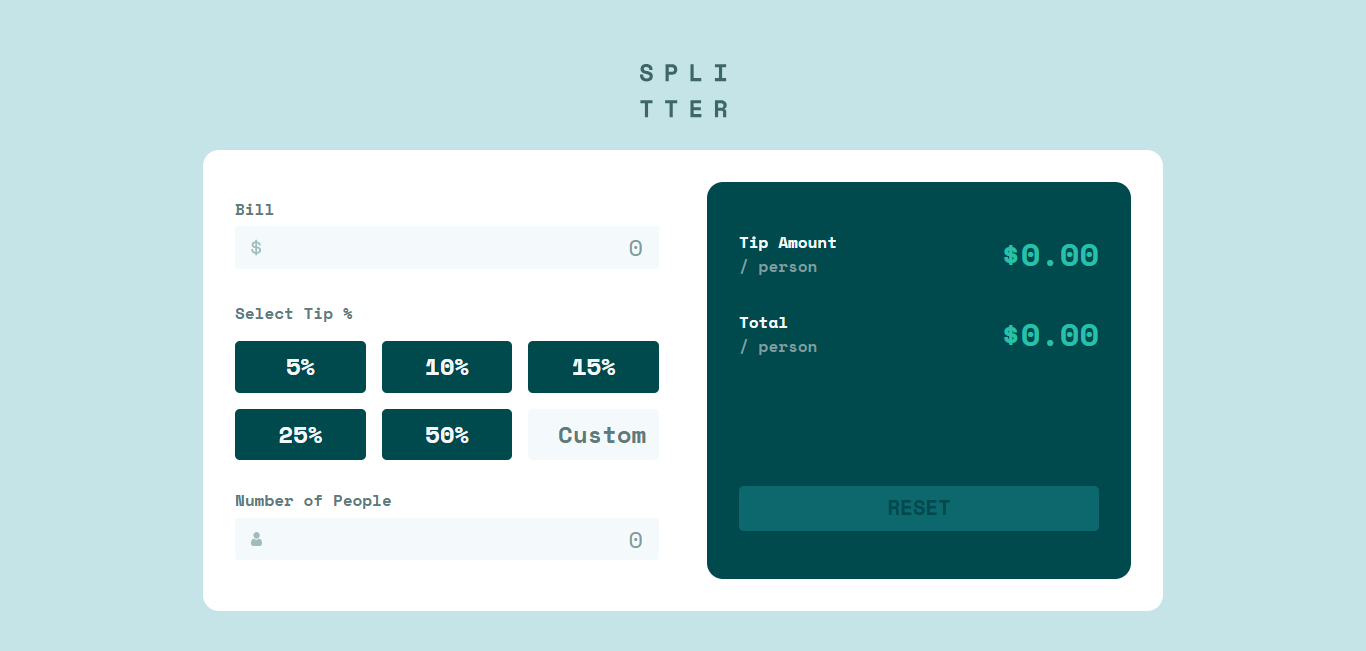 SPLI
TTER
Bill
$ 0
Select Tip %
5% 10% 15%
25% 50% Custom
Number of People
0
Tip Amount
/ person
$0.00
Total
/ person
$0.00
RESET